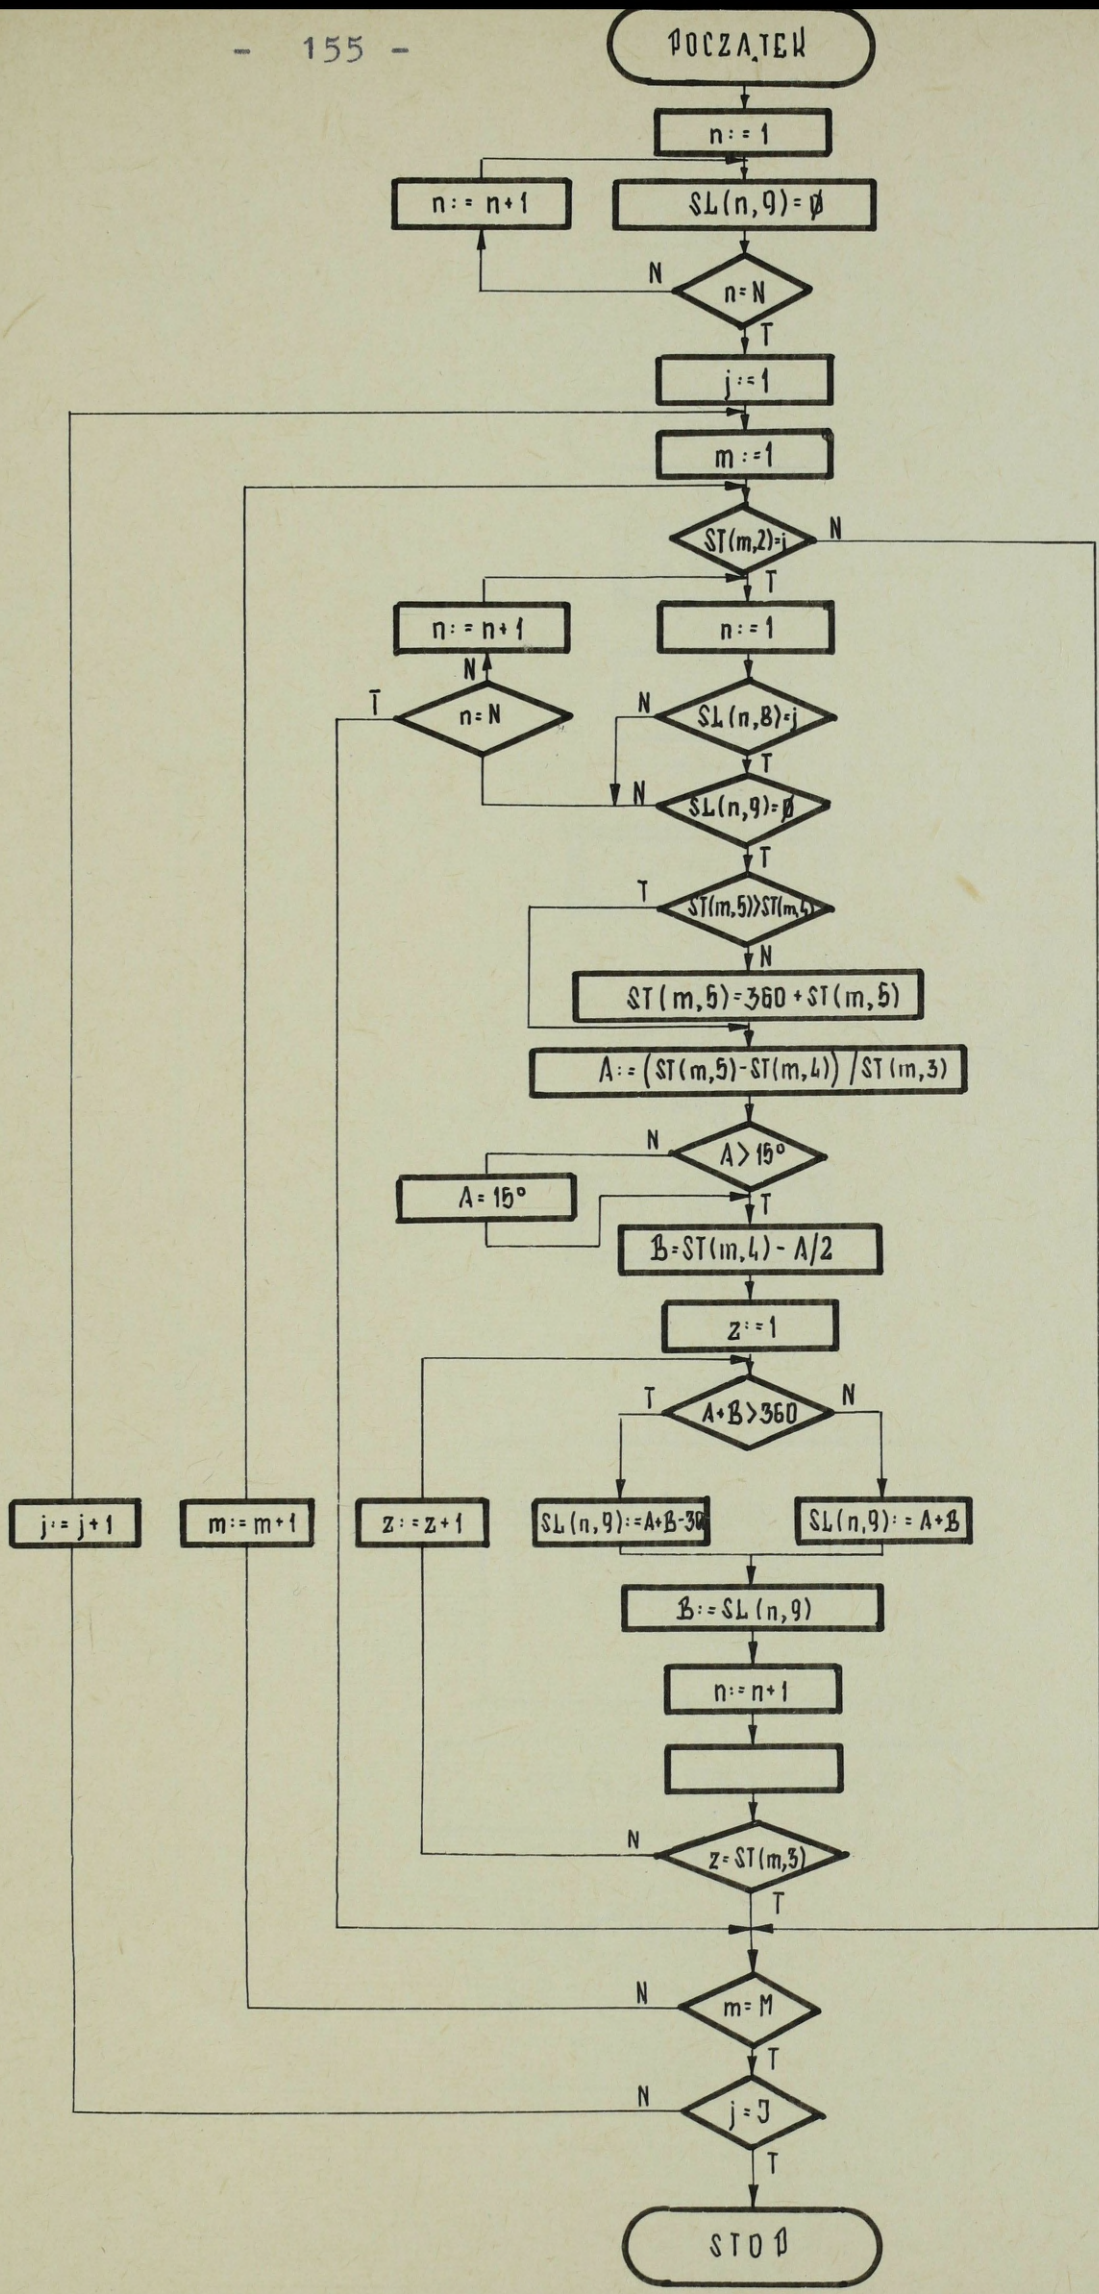 - 155 -
POCZĄTEK
n:=1
n:=n+1
SL(n,9)=ø
N
n=N
T
j:=1
m:=1
ST(m,2)=j
N
T
n:=n+1
n:=1
N
T
n=N
N
SL(n,8)=j
T
N
SL(n,9)=ø
T
T
ST(m,5)>ST(m,4)
N
ST(m,5)=360+ST(m,5)
A:=(ST(m,5)-ST(m,4))/ST(m,3)
N
A>15°
A=15°
T
B=ST(m,4)-A/2
z:=1
T
A+B>360
N
j:=j+1
m:=m+1
z:=z+1
SL(n,9):=A+B-30
SL(n,9):=A+B
B:=SL(n,9)
n:=n+1
N
z=ST(m,3)
T
N
m=M
T
N
j=J
T
STOP